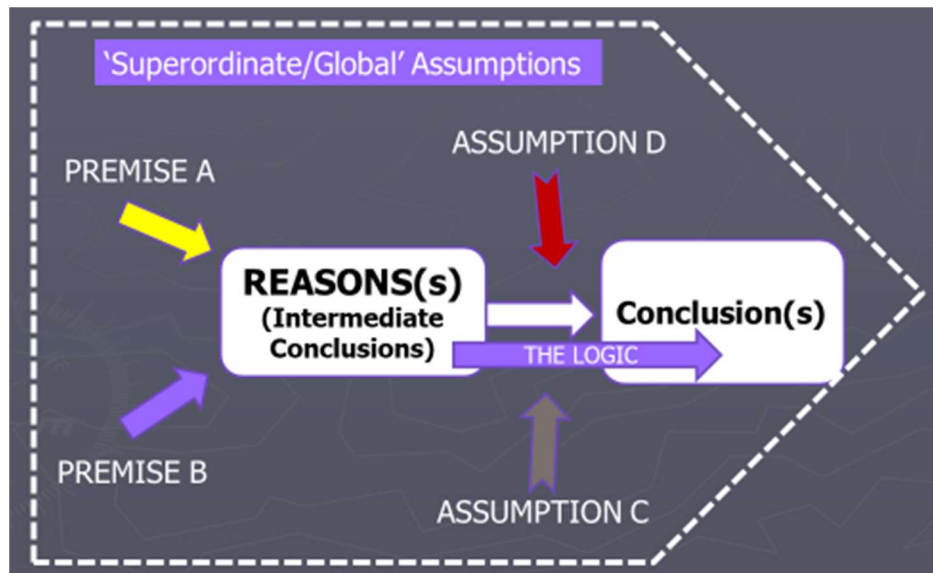 ‘Superordinate/Global’ Assumptions
ASSUMPTION D
PREMISE A
REASONS(s)
(Intermediate
Conclusions)
Conclusion(s)
THE LOGIC
PREMISE B
ASSUMPTION C